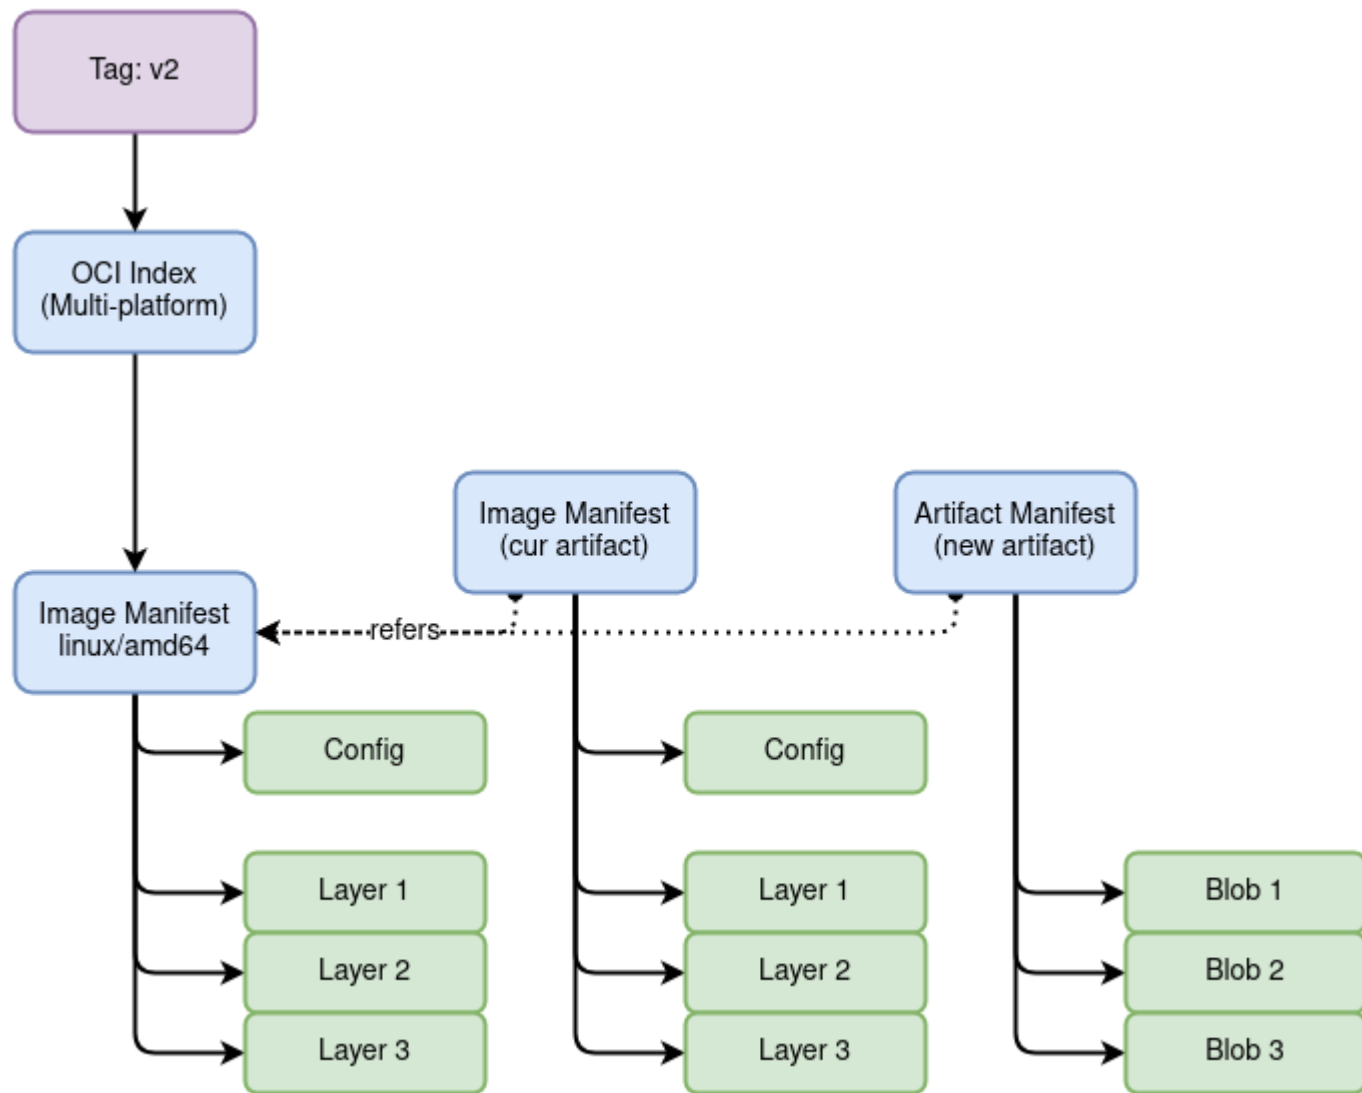 Tag: v2
OCI Index
(Multi-platform)
Image Manifest
(cur artifact)
Artifact Manifest
(new artifact)
Image Manifest
linux/amd64
refers
Config
Config
Layer 1
Layer 1
Blob 1
Layer 2
Layer 2
Blob 2
Layer 3
Layer 3
Blob 3